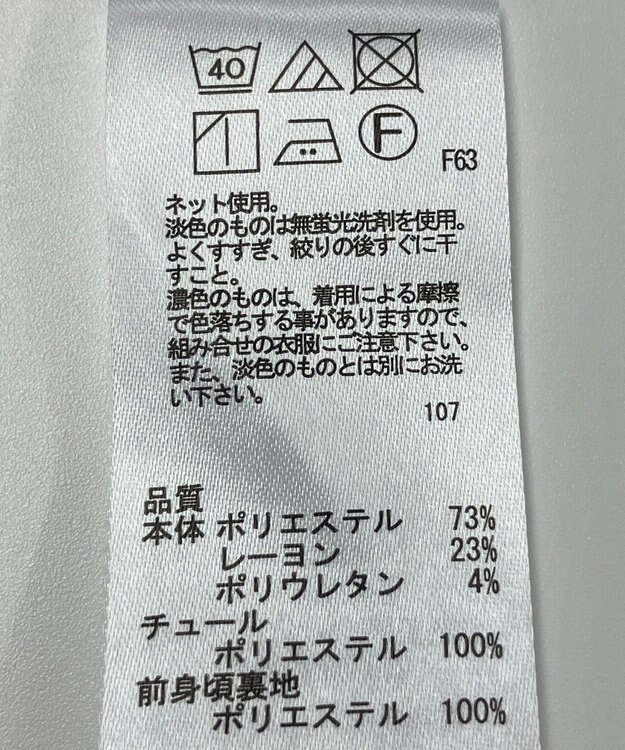 40
F
F63
ネット使用。
淡色のものは無蛍光洗剤を使用。
よくすすぎ、絞りの後すぐに干
すこと。
濃色のものは、着用による摩擦
で色落ちする事がありますので、
組み合せの衣服にご注意下さい。
また、淡色のものとは別にお洗
い下さい。
107
品質
本体 ポリエステル 73%
レーヨン 23%
ポリウレタン 4%
チュール
ポリエステル 100%
前身頃裏地
ポリエステル 100%